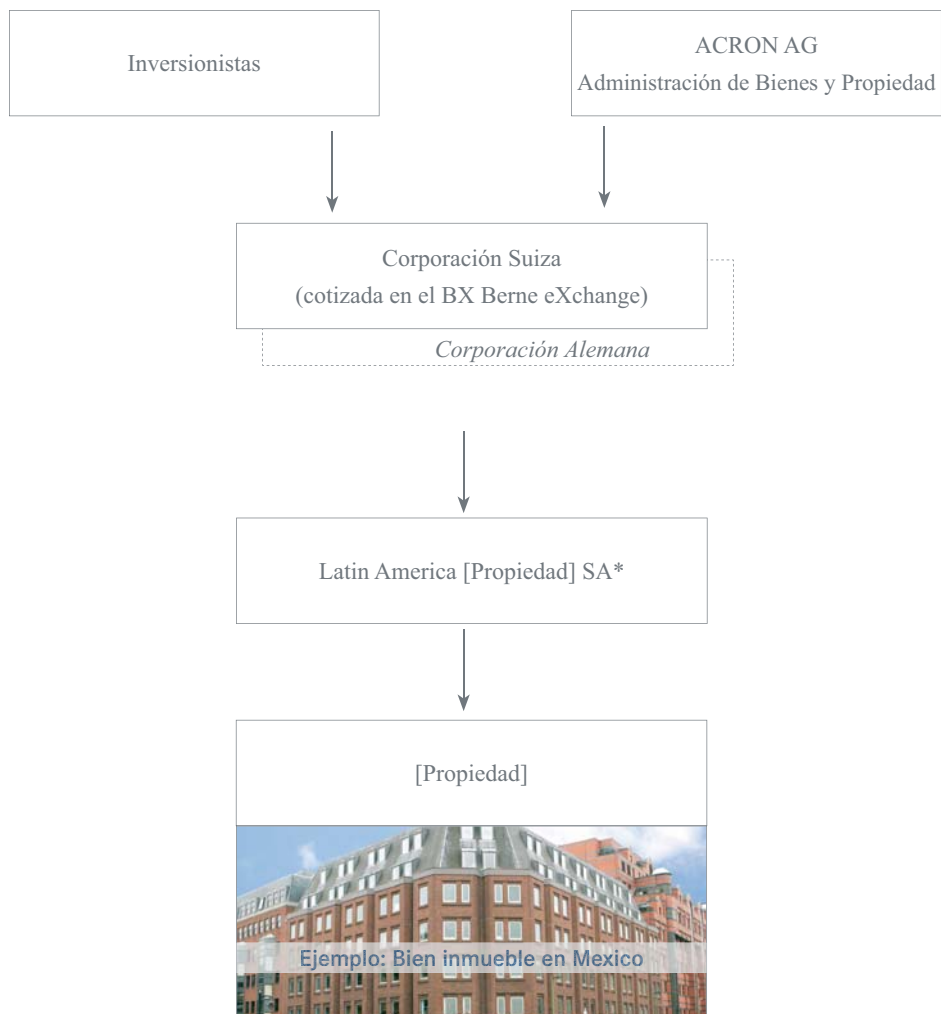 Inversionistas
ACRON AG
Administración de Bienes y Propiedad
Corporación Suiza
(cotizada en el BX Berne eXchange)
Corporación Alemana
Latin America [Propiedad] SA*
[Propiedad]
Ejemplo: Bien inmueble en Mexico